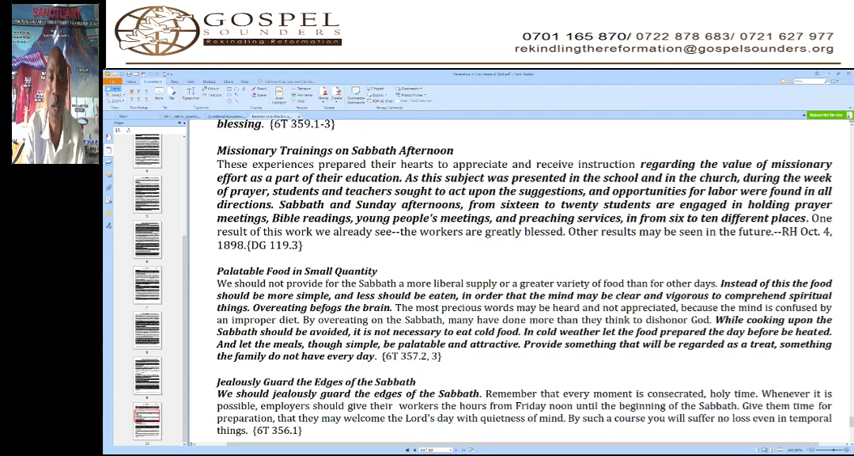 SANCTUARY
GOSPEL
SOUNDERS
Rekindling Reformation
0701 165 870/ 0722 878 683/ 0721 627 977
rekindlingthereformation@gospelsounders.org
blessing. {6T 359.1-3}
Missionary Trainings on Sabbath Afternoon
These experiences prepared their hearts to appreciate and receive instruction regarding the value of missionary
effort as a part of their education. As this subject was presented in the school and in the church, during the week
of prayer, students and teachers sought to act upon the suggestions, and opportunities for labor were found in all
directions. Sabbath and Sunday afternoons, from sixteen to twenty students are engaged in holding prayer
meetings, Bible readings, young people's meetings, and preaching services, in from six to ten different places. One
result of this work we already see--the workers are greatly blessed. Other results may be seen in the future.--RH Oct. 4,
1898.{DG 119.3}
Palatable Food in Small Quantity
We should not provide for the Sabbath a more liberal supply or a greater variety of food than for other days. Instead of this the food
should be more simple, and less should be eaten, in order that the mind may be clear and vigorous to comprehend spiritual
things. Overeating befogs the brain. The most precious words may be heard and not appreciated, because the mind is confused by
an improper diet. By overeating on the Sabbath, many have done more than they think to dishonor God. While cooking upon the
Sabbath should be avoided, it is not necessary to eat cold food. In cold weather let the food prepared the day before be heated.
And let the meals, though simple, be palatable and attractive. Provide something that will be regarded as a treat, something
the family do not have every day. {6T 357.2, 3}
Jealously Guard the Edges of the Sabbath
We should jealously guard the edges of the Sabbath. Remember that every moment is consecrated, holy time. Whenever it is
possible, employers should give their workers the hours from Friday noon until the beginning of the Sabbath. Give them time for
preparation, that they may welcome the Lord's day with quietness of mind. By such a course you will suffer no loss even in temporal
things. {6T 356.1}